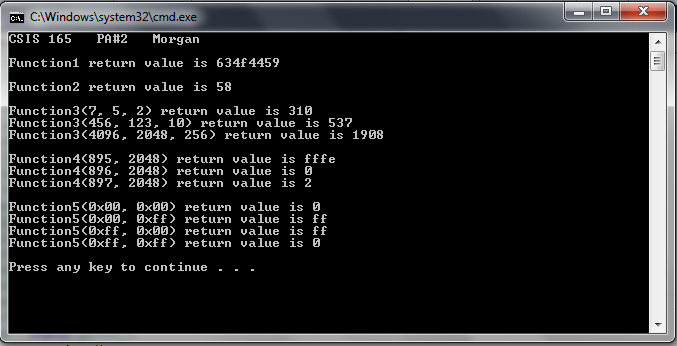 C:\Windows\system32\cmd.exe
CSIS 165   PA#2   Morgan
Function1 return value is 634f4459
Function2 return value is 58
Function3(7, 5, 2) return value is 310
Function3(456, 123, 10) return value is 537
Function3(4096, 2048, 256) return value is 1908
Function4(895, 2048) return value is fffe
Function4(896, 2048) return value is 0
Function4(897, 2048) return value is 2
Function5(0x00, 0x00) return value is 0
Function5(0x00, 0xff) return value is ff
Function5(0xff, 0x00) return value is ff
Function5(0xff, 0xff) return value is 0
Press any key to continue . . .